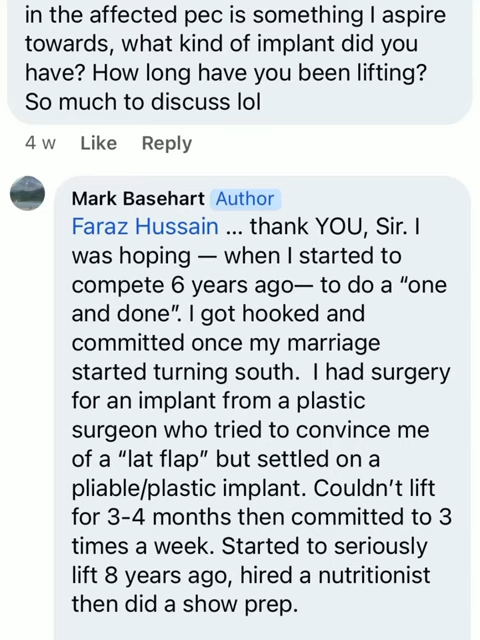 in the affected pec is something I aspire
towards, what kind of implant did you
have? How long have you been lifting?
So much to discuss lol
4 w Like Reply
Mark Basehart Author
Faraz Hussain ... thank YOU, Sir. I
was hoping — when I started to
compete 6 years ago— to do a “one
and done”. I got hooked and
committed once my marriage
started turning south.  I had surgery
for an implant from a plastic
surgeon who tried to convince me
of a “lat flap” but settled on a
pliable/plastic implant. Couldn’t lift
for 3-4 months then committed to 3
times a week. Started to seriously
lift 8 years ago, hired a nutritionist
then did a show prep.